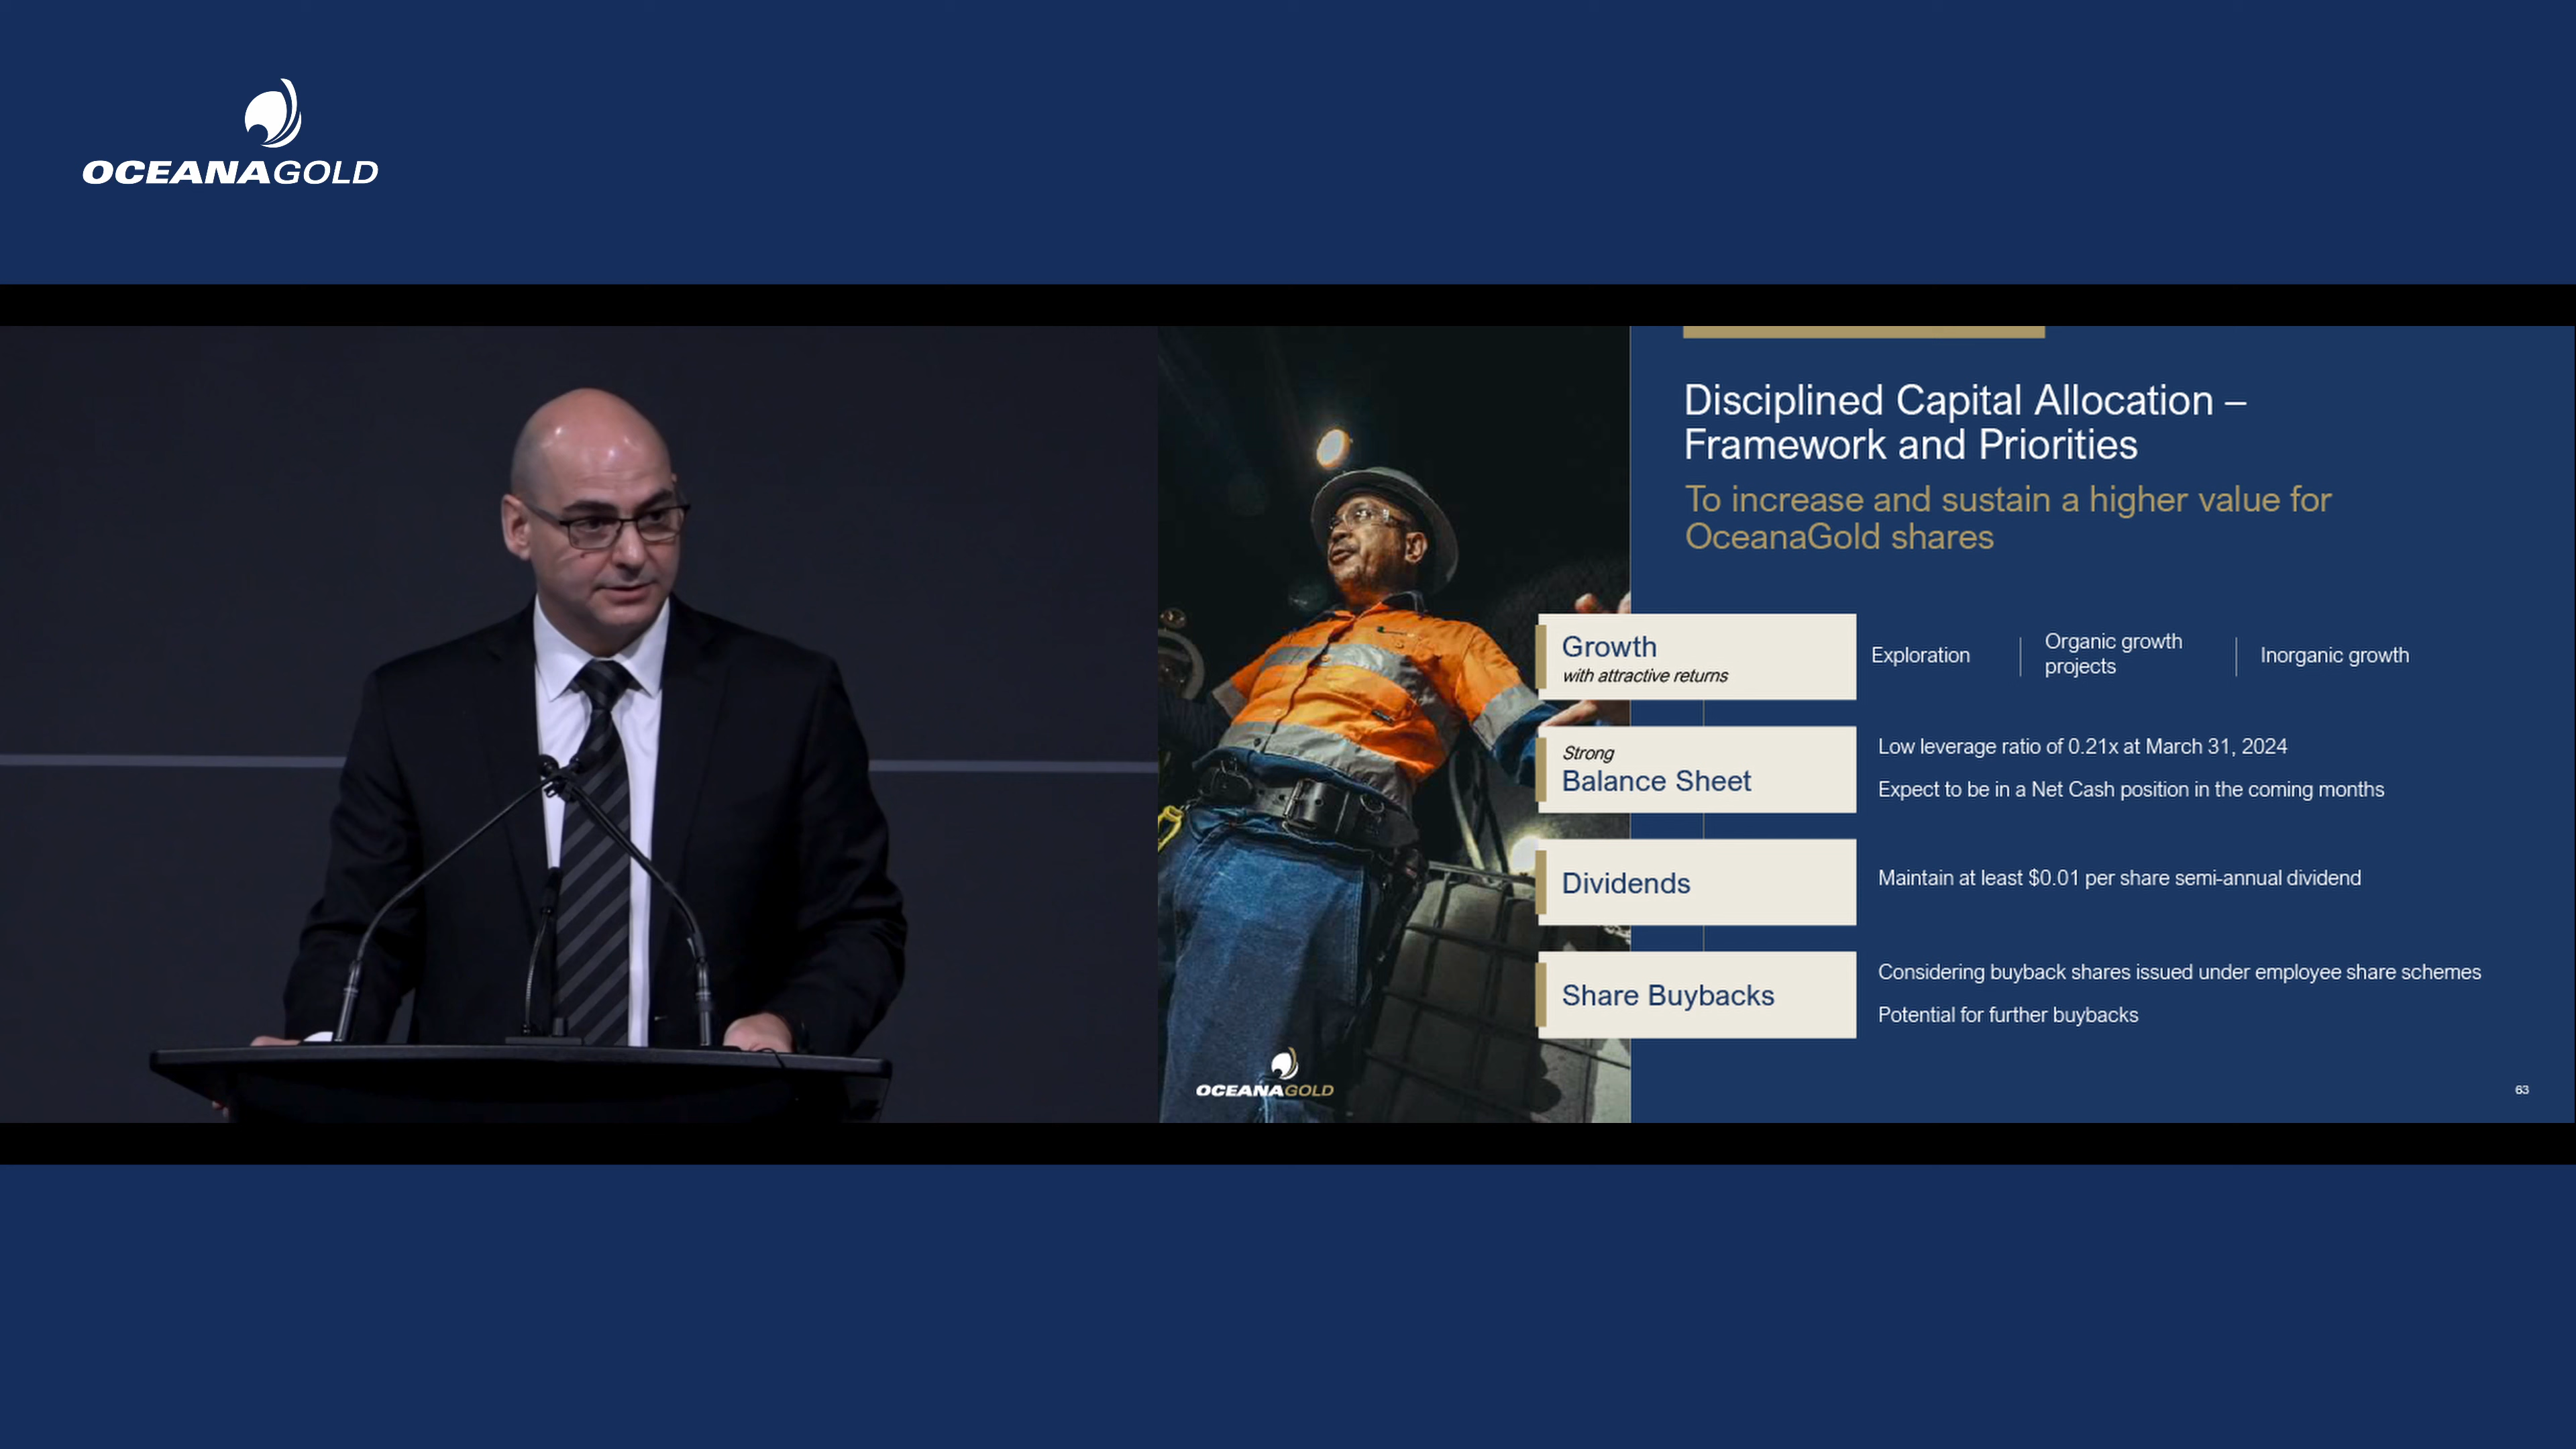 OCEANAGOLD
Disciplined Capital Allocation –
Framework and Priorities
To increase and sustain a higher value for
OceanaGold shares
Growth
with attractive returns
Exploration
Organic growth
projects
Inorganic growth
Strong
Balance Sheet
Low leverage ratio of 0.21x at March 31, 2024
Expect to be in a Net Cash position in the coming months
Dividends
Maintain at least $0.01 per share semi-annual dividend
Share Buybacks
Considering buyback shares issued under employee share schemes
Potential for further buybacks
OCEANAGOLD
63